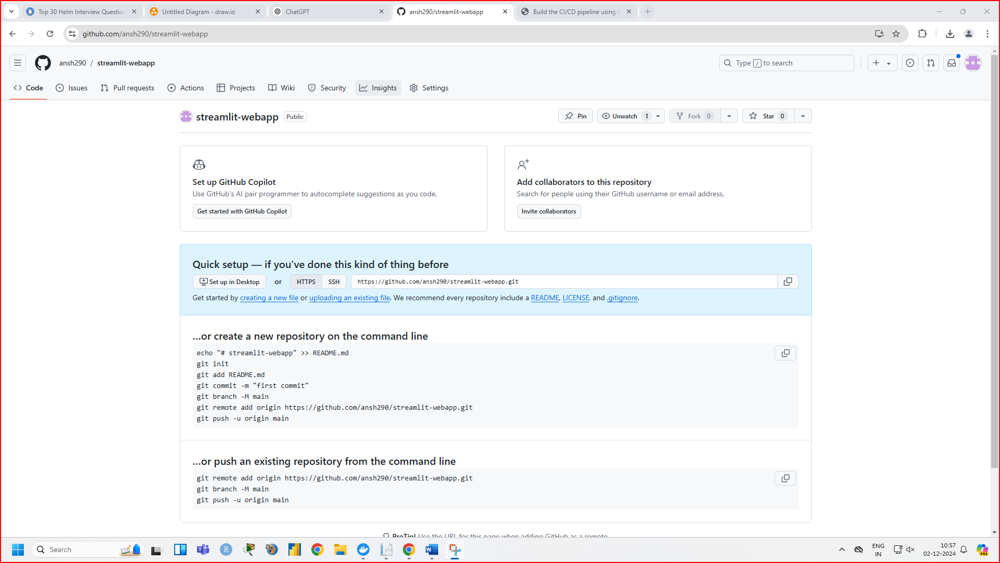 Top 30 Helm Interview Question
Untitled Diagram - draw.io
ChatGPT
ansh290/streamlit-webapp
Build the CI/CD pipeline using
github.com/ansh290/streamlit-webapp
ansh290 / streamlit-webapp
Type / to search
Code
Issues
Pull requests
Actions
Projects
Wiki
Security
Insights
Settings
streamlit-webapp Public
Pin
Unwatch 1
Fork 0
Star 0
Set up GitHub Copilot
Use GitHub's AI pair programmer to autocomplete suggestions as you code.
Get started with GitHub Copilot
Add collaborators to this repository
Search for people using their GitHub username or email address.
Invite collaborators
Quick setup — if you’ve done this kind of thing before
Set up in Desktop or HTTPS SSH https://github.com/ansh290/streamlit-webapp.git
Get started by creating a new file or uploading an existing file. We recommend every repository include a README, LICENSE, and .gitignore.
…or create a new repository on the command line
echo "# streamlit-webapp" >> README.md
git init
git add README.md
git commit -m "first commit"
git branch -M main
git remote add origin https://github.com/ansh290/streamlit-webapp.git
git push -u origin main
…or push an existing repository from the command line
git remote add origin https://github.com/ansh290/streamlit-webapp.git
git branch -M main
git push -u origin main
ProTip! Use the URL for this page when adding GitHub as a remote.
Search
ENG
IN
10:57
02-12-2024
PRE